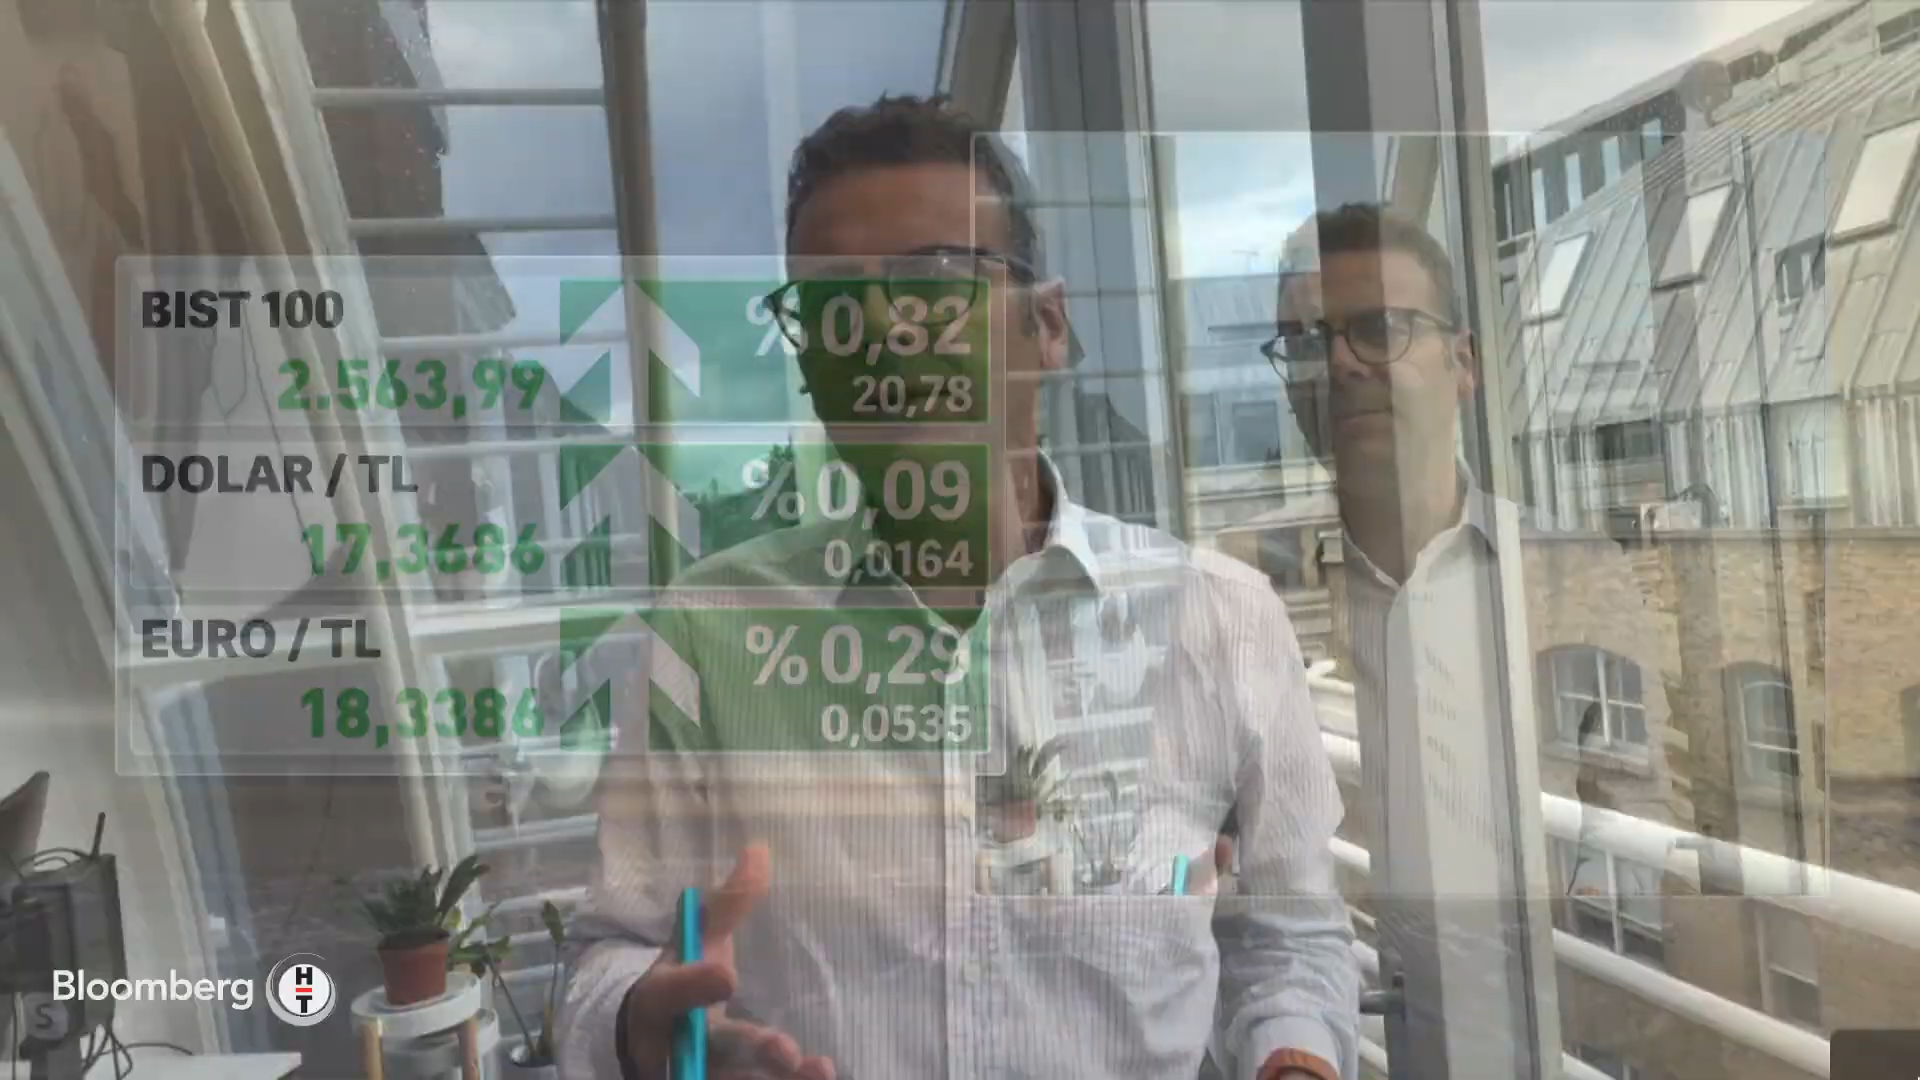 BIST 100
%0,82
2.563,99
20,78
DOLAR / TL
%0,09
17,3686
0,0164
EURO / TL
%0,29
18,3386
0,0535
Bloomberg HT
S